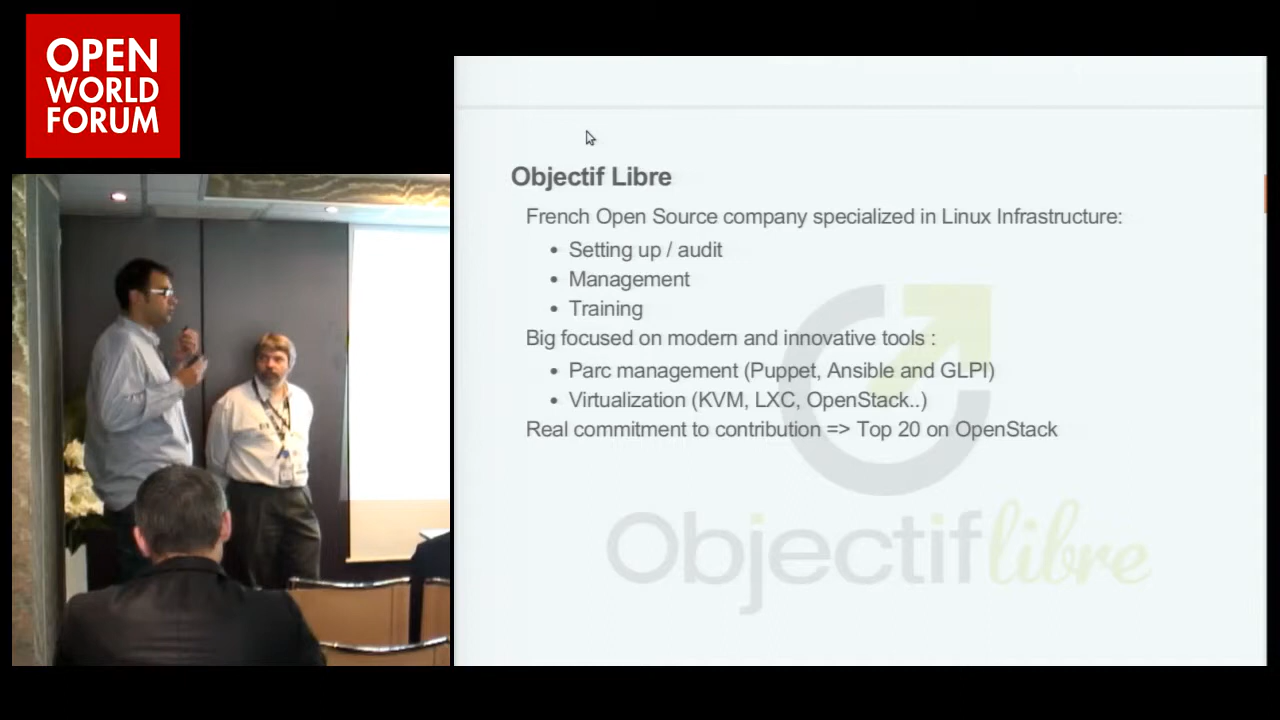 OPEN
WORLD
FORUM
Objectif Libre
French Open Source company specialized in Linux Infrastructure:
• Setting up / audit
• Management
• Training
Big focused on modern and innovative tools :
• Parc management (Puppet, Ansible and GLPI)
• Virtualization (KVM, LXC, OpenStack..)
Real commitment to contribution => Top 20 on OpenStack
Objectif libre